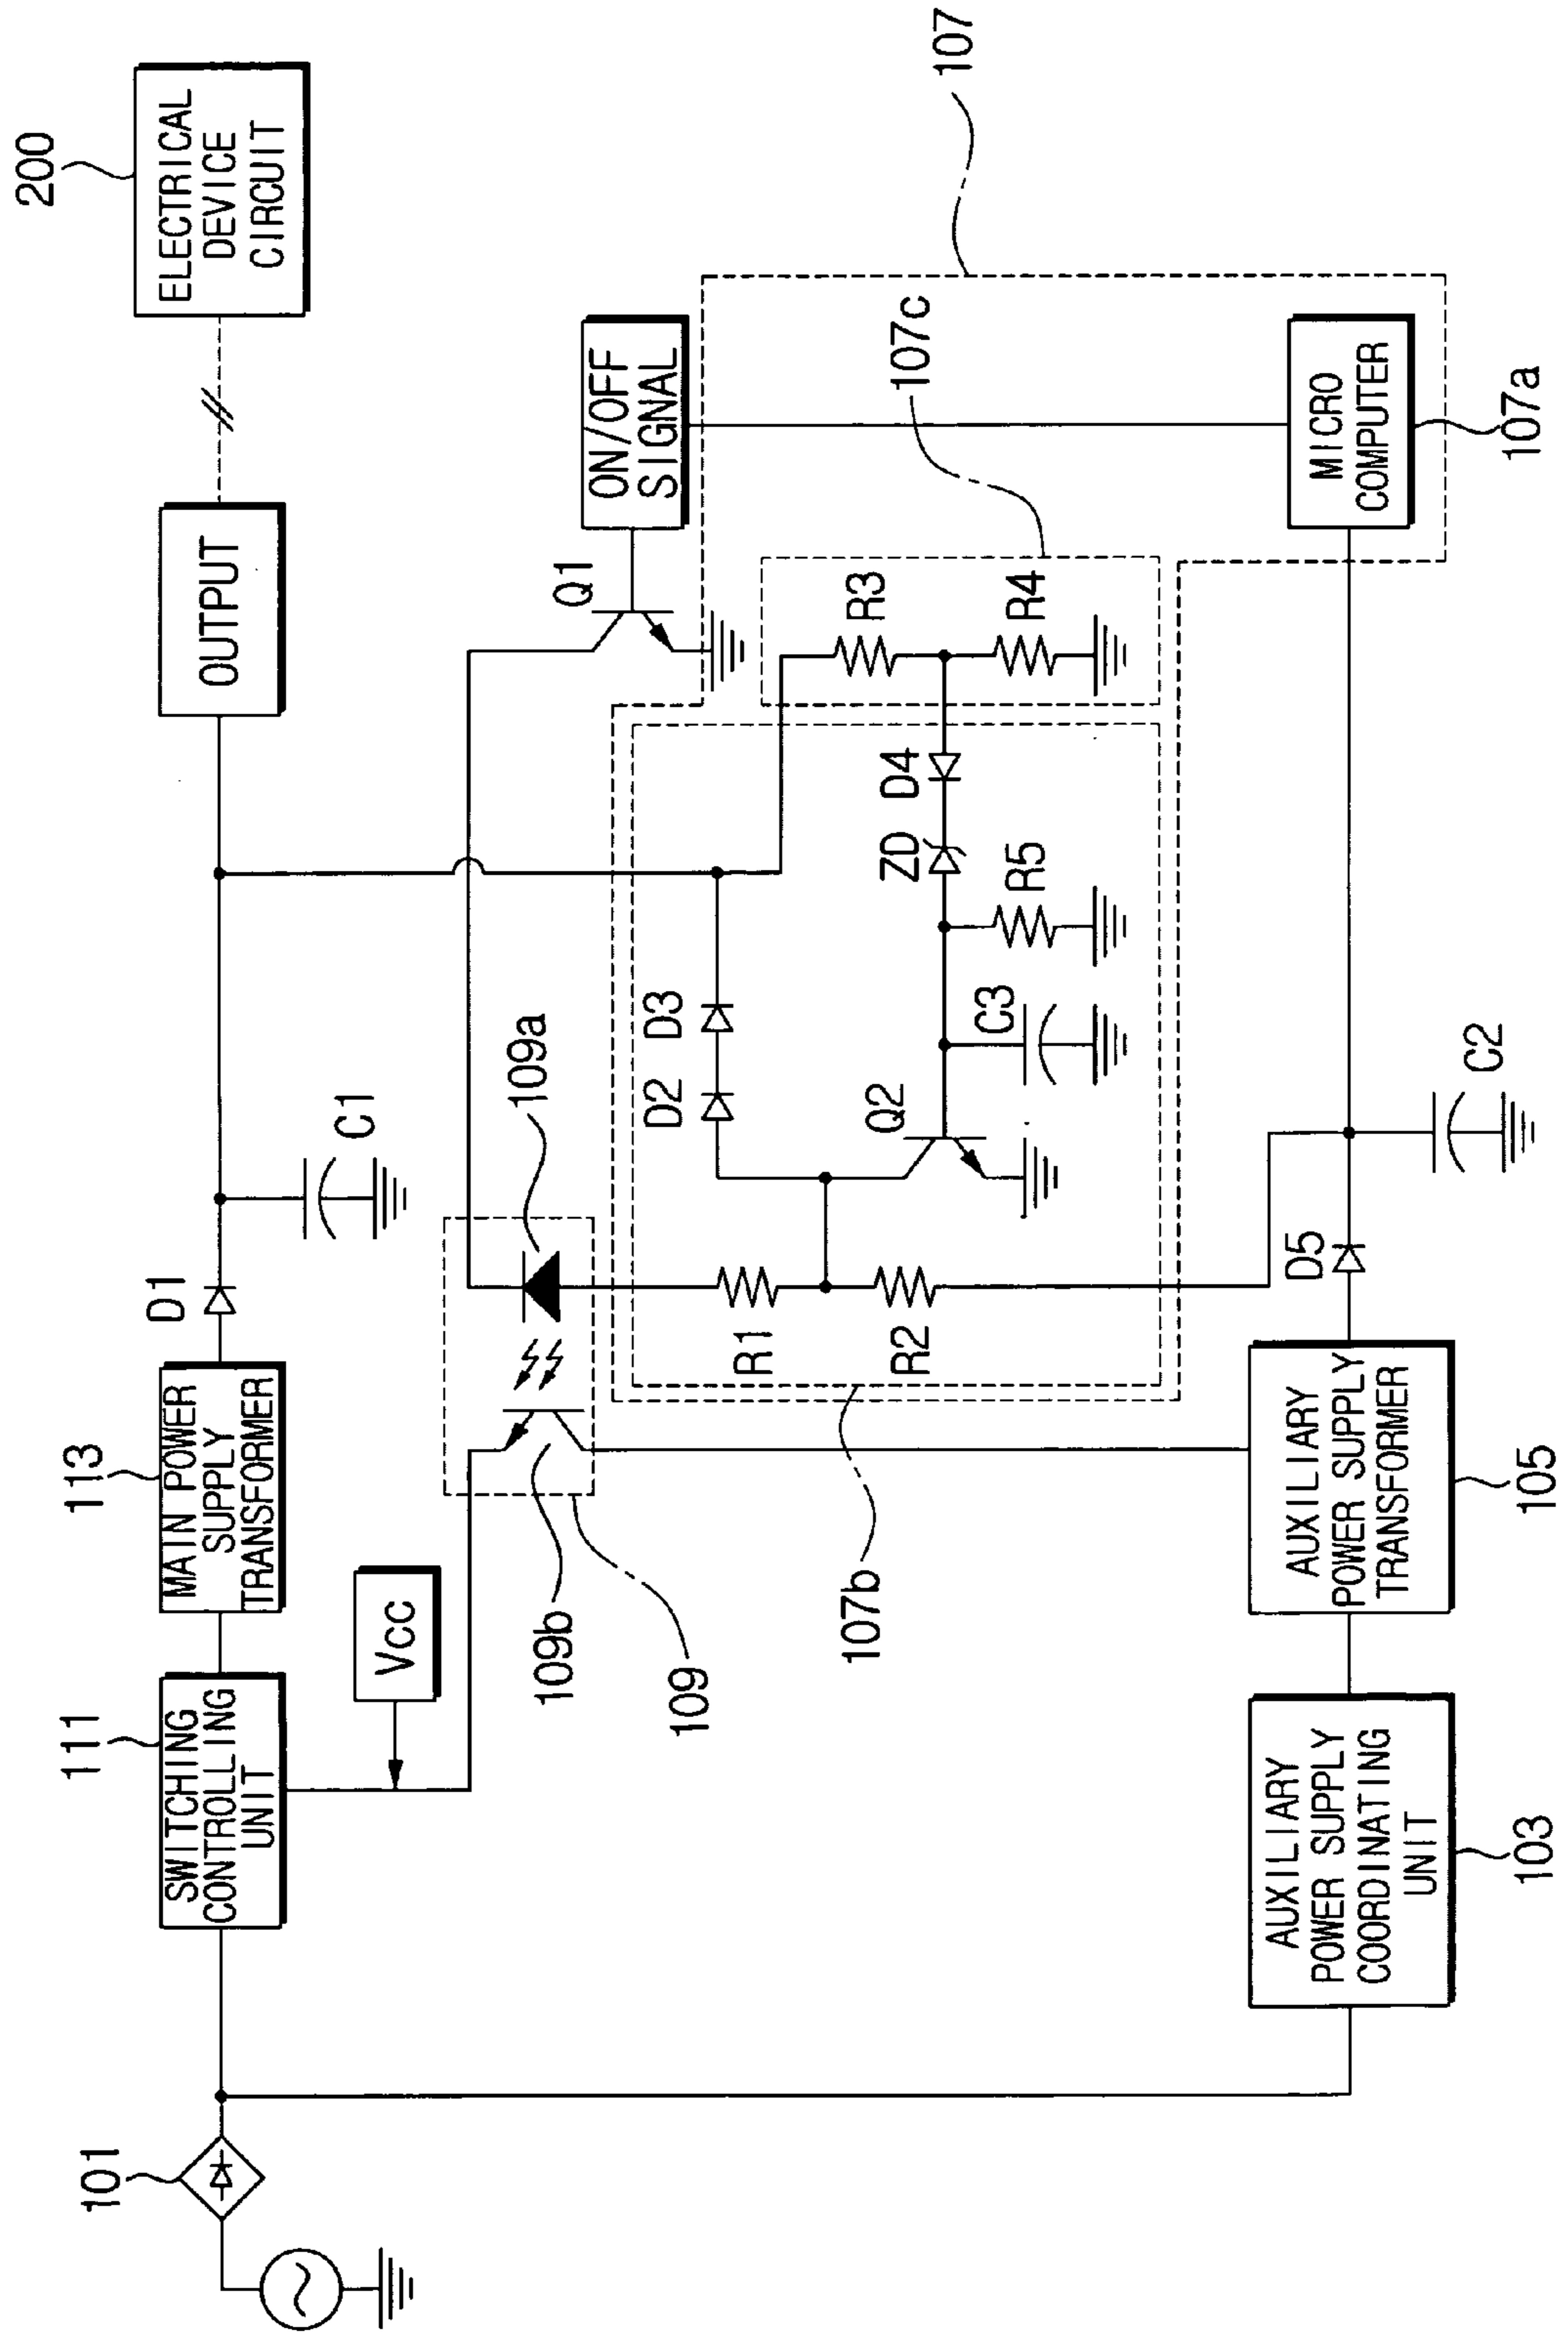 200
ELECTRICAL
DEVICE
CIRCUIT
OUTPUT
D1
C1
113
MAIN POWER
SUPPLY
TRANSFORMER
111
SWITCHING
CONTROLLING
UNIT
101
Vcc
109a
109b
109
Q1
ON/OFF
SIGNAL
107
107c
R3
R4
D4
ZD
R5
C3
Q2
D3
D2
R1
R2
107b
MICRO
COMPUTER
107a
C2
D5
AUXILIARY
POWER SUPPLY
TRANSFORMER
105
AUXILIARY
POWER SUPPLY
COORDINATING
UNIT
103